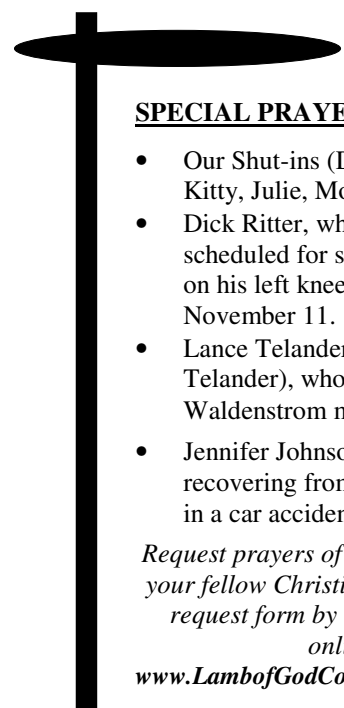 SPECIAL PRAYE
• Our Shut-ins (D
Kitty, Julie, Mo
• Dick Ritter, wh
scheduled for s
on his left knee
November 11.
• Lance Telander
Telander), who
Waldenstrom m
• Jennifer Johnso
recovering from
in a car acciden
Request prayers of
your fellow Christi
request form by
onl
www.LambofGodCo